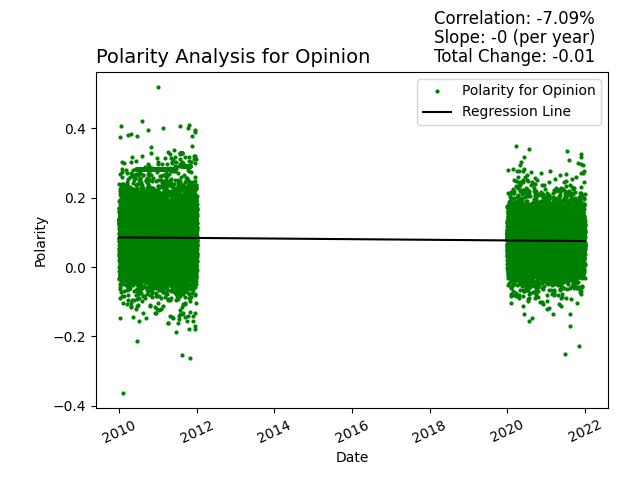 Correlation: -7.09%
Slope: -0 (per year)
Total Change: -0.01
Polarity Analysis for Opinion
Polarity for Opinion
Regression Line
0.4
0.2
0.0
−0.2
−0.4
Polarity
2010
2012
2014
2016
2018
2020
2022
Date